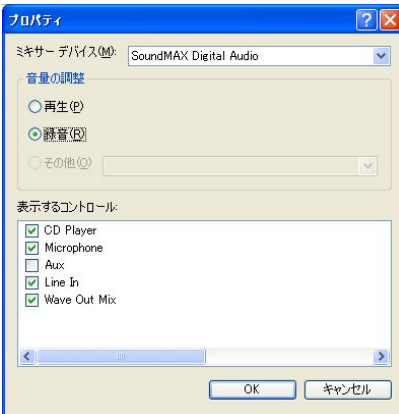 プロパティ
ミキサー デバイス(M): SoundMAX Digital Audio
音量の調整
再生(P)
録音(R)
その他(O)
表示するコントロール:
CD Player
Microphone
Aux
Line In
Wave Out Mix
OK キャンセル